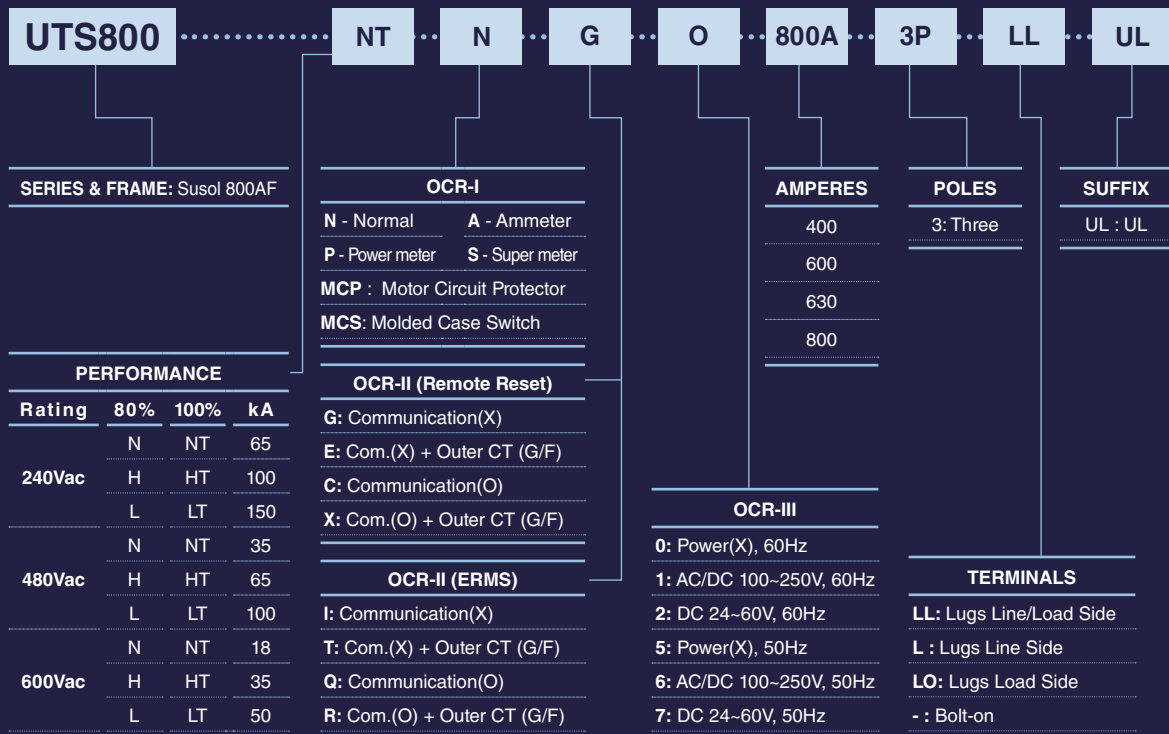 UTS800 NT N G O 800A 3P LL UL
SERIES & FRAME: Susol 800AF
PERFORMANCE
Rating 80% 100% kA
240Vac
N NT 65
H HT 100
L LT 150
480Vac
N NT 35
H HT 65
L LT 100
600Vac
N NT 18
H HT 35
L LT 50
OCR-I
N - Normal A - Ammeter
P - Power meter S - Super meter
MCP : Motor Circuit Protector
MCS: Molded Case Switch
OCR-II (Remote Reset)
G: Communication(X)
E: Com.(X) + Outer CT (G/F)
C: Communication(O)
X: Com.(O) + Outer CT (G/F)
OCR-II (ERMS)
I: Communication(X)
T: Com.(X) + Outer CT (G/F)
Q: Communication(O)
R: Com.(O) + Outer CT (G/F)
OCR-III
0: Power(X), 60Hz
1: AC/DC 100~250V, 60Hz
2: DC 24~60V, 60Hz
5: Power(X), 50Hz
6: AC/DC 100~250V, 50Hz
7: DC 24~60V, 50Hz
AMPERES
400
600
630
800
POLES
3: Three
TERMINALS
LL: Lugs Line/Load Side
L : Lugs Line Side
LO: Lugs Load Side
- : Bolt-on
SUFFIX
UL : UL